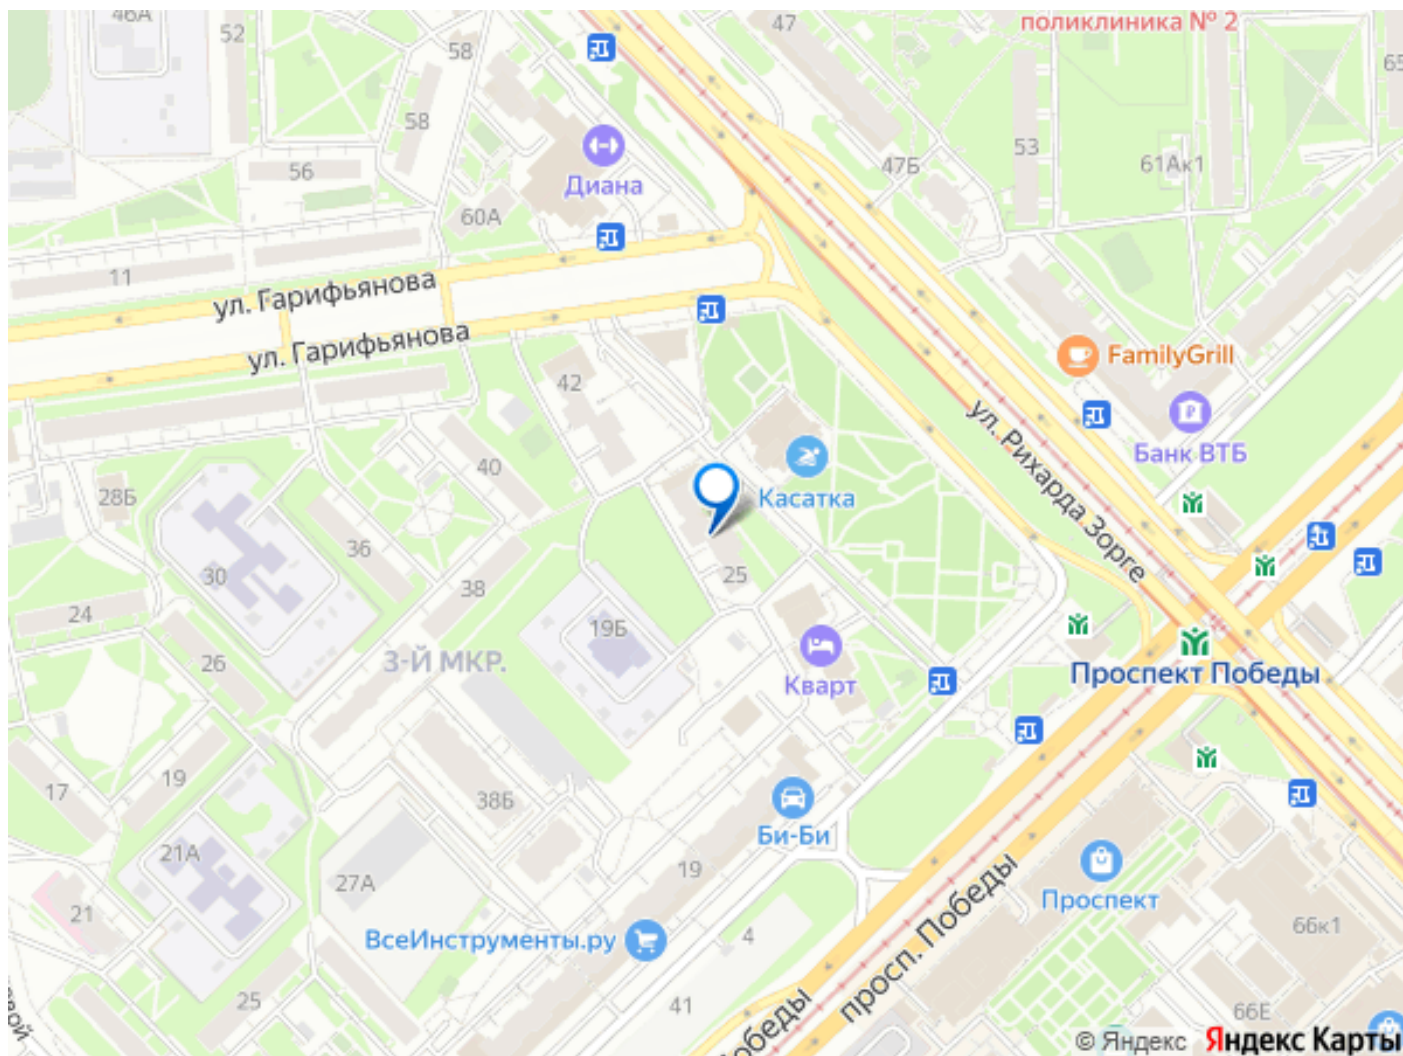 46А
52
47
поликлиника № 2
58
65
58
53
Диана
47Б
61Ак1
56
60А
11
ул. Гарифьянова
ул. Гарифьянова
FamilyGrill
42
ул. Рихарда Зорге
Банк ВТБ
40
28Б
Касатка
36
30
25
38
24
19Б
26
3-Й МКР.
Проспект Победы
Кварт
19
17
38Б
Би-Би
21А
19
27А
Проспект
21
просп. Победы
66к1
ВсеИнструменты.ру
4
25
41
66Е
Победы
вой
© Яндекс Яндекс Карты